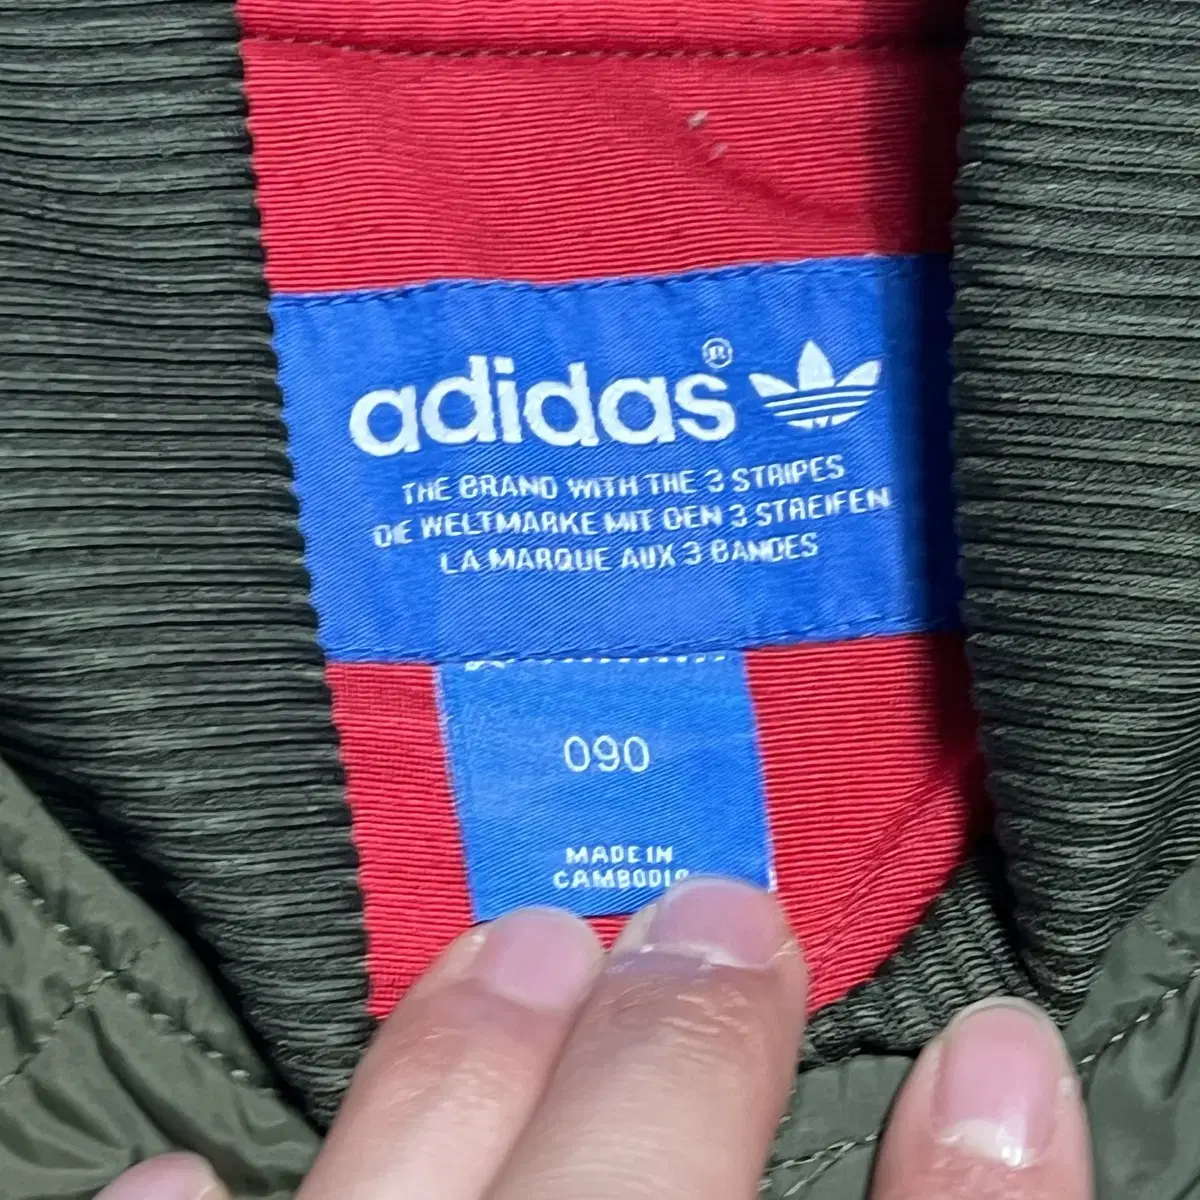 adidas®
THE BRAND WITH THE 3 STRIPES
DIE WELTMARKE MIT DEN 3 STREIFEN
LA MARQUE AUX 3 BANDES
090
MADE IN
CAMBODIA